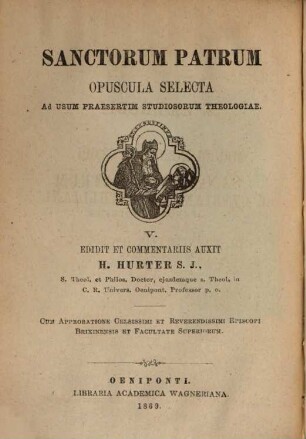 SANCTORUM PATRUM
OPUSCULA SELECTA
Ad USUM PRAESERTIM STUDIOSORUM THEOLOGIAE.
V.
EDIDIT ET COMMENTARIIS AUXIT
H. HURTER S. J.,
S. Theol. et Philos. Doctor, ejusdemque s. Theol. in
C. R. Univers. Oenipont. Professor p. o.
CUM APPROBATIONE CELSISSIMI ET REVERENDISSIMI EPISCOPI
BRIXINENSIS ET FACULTATE SUPERIORUM.
OENIPONTI.
LIBRARIA ACADEMICA WAGNERIANA.
1869.